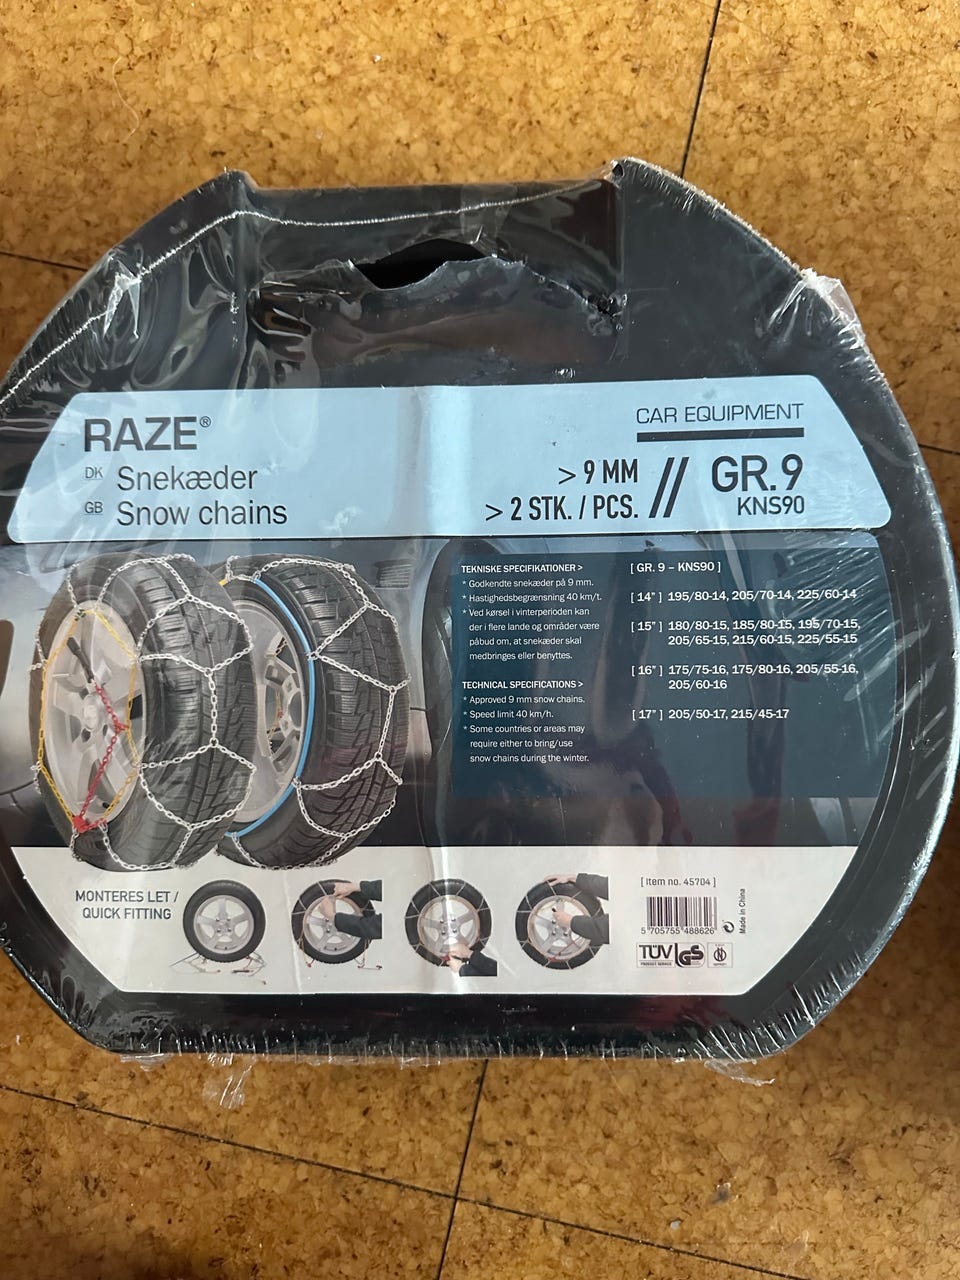 RAZE®
DK Snekæder
GB Snow chains
CAR EQUIPMENT
> 9 MM
> 2 STK. / PCS.
//
GR.9
KNS90
TEKNISKE SPECIFIKATIONER >
* Godkendte snekæder på 9 mm.
* Hastighedsbegrænsning 40 km/t.
* Ved kørsel i vinterperioden kan
der i flere lande og områder være
påbud om, at snekæder skal
medbringes eller benyttes.
TECHNICAL SPECIFICATIONS >
* Approved 9 mm snow chains.
* Speed limit 40 km/h.
* Some countries or areas may
require either to bring/use
snow chains during the winter.
[ GR. 9 – KNS90 ]
[ 14" ] 195/80-14, 205/70-14, 225/60-14
[ 15" ] 180/80-15, 185/80-15, 195/70-15,
205/65-15, 215/60-15, 225/55-15
[ 16" ] 175/75-16, 175/80-16, 205/55-16,
205/60-16
[ 17" ] 205/50-17, 215/45-17
MONTERES LET /
QUICK FITTING
[ Item no. 45704 ]
5 705755 488626
Made in China
TÜV
PRODUCT SERVICE
GS